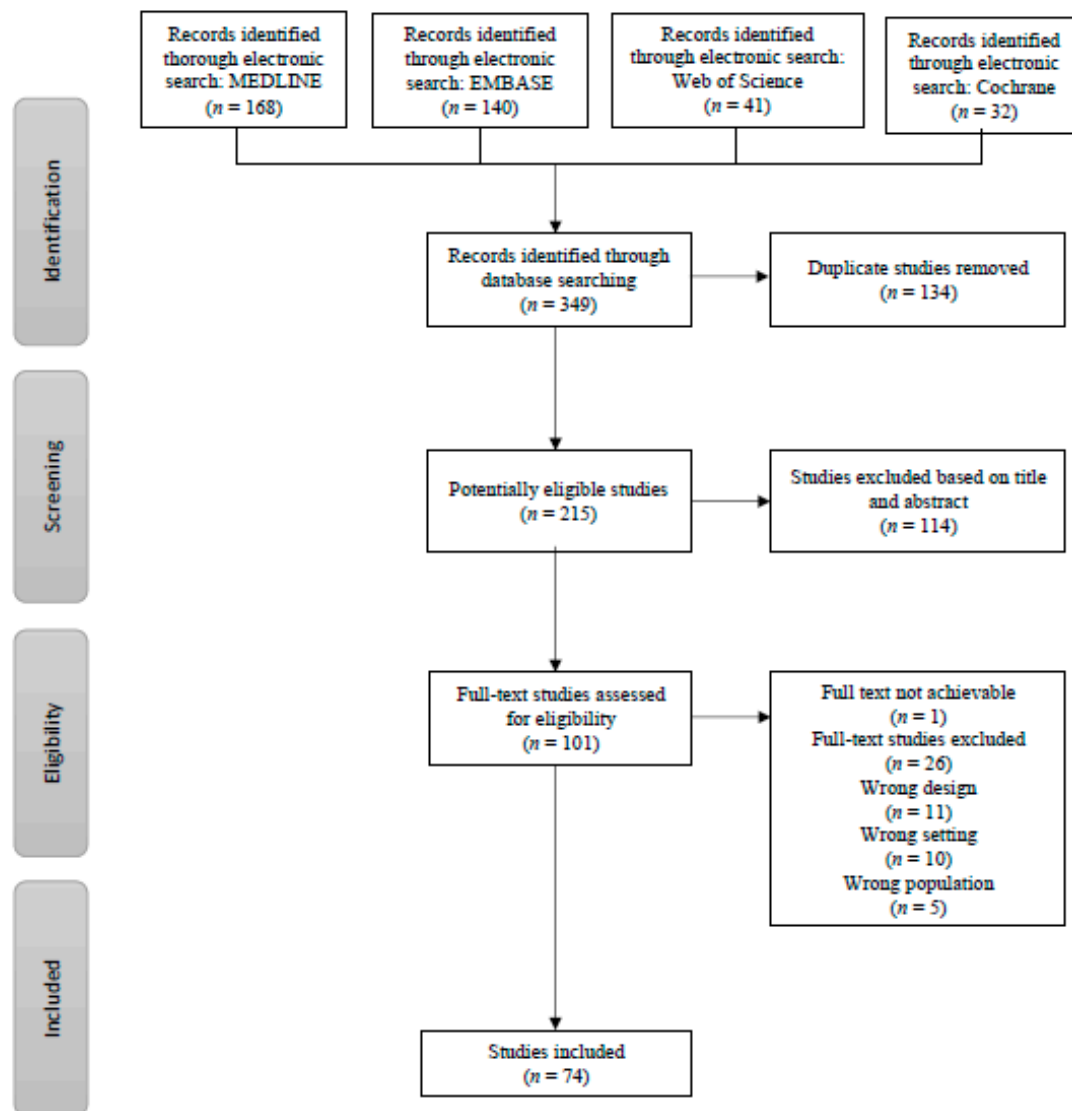 Records identified
thorough electronic
search: MEDLINE
(n = 168)
Records identified
through electronic
search: EMBASE
(n = 140)
Records identified
through electronic search:
Web of Science
(n = 41)
Records identified
through electronic
search: Cochrane
(n = 32)
Identification
Records identified through
database searching
(n = 349)
Duplicate studies removed
(n = 134)
Screening
Potentially eligible studies
(n = 215)
Studies excluded based on title
and abstract
(n = 114)
Eligibility
Full-text studies assessed
for eligibility
(n = 101)
Full text not achievable
(n = 1)
Full-text studies excluded
(n = 26)
Wrong design
(n = 11)
Wrong setting
(n = 10)
Wrong population
(n = 5)
Included
Studies included
(n = 74)